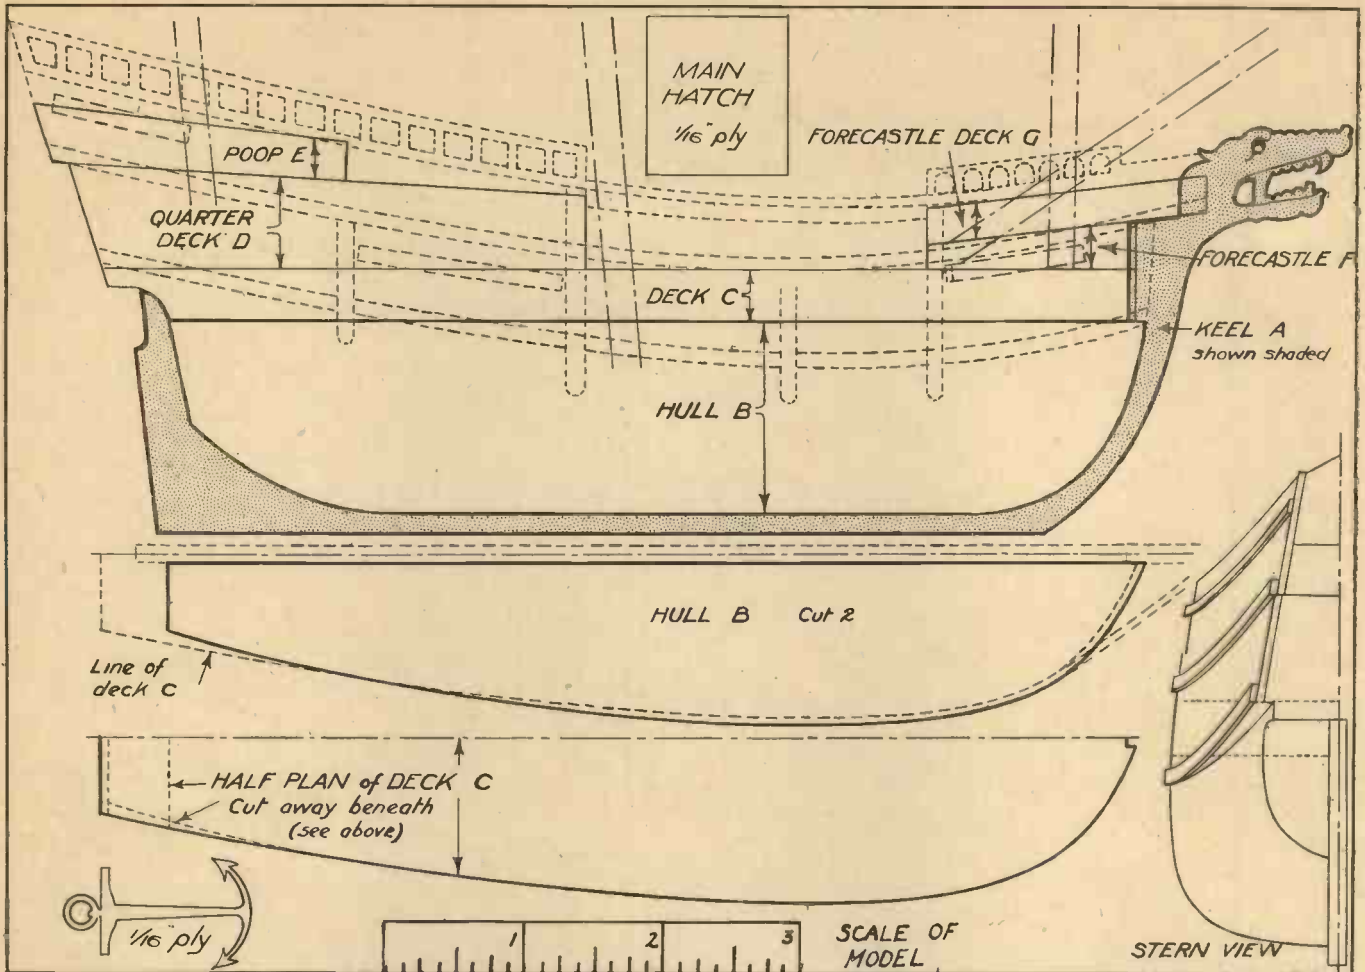 MAIN
HATCH
1/16" ply
FORECASTLE DECK G
POOP E
QUARTER
DECK D
FORECASTLE F
DECK C
KEEL A
shown shaded
HULL B
HULL B Cut 2
Line of
deck C
HALF PLAN of DECK C
Cut away beneath
(see above)
1/16" ply
1 2 3
SCALE OF
MODEL
STERN VIEW